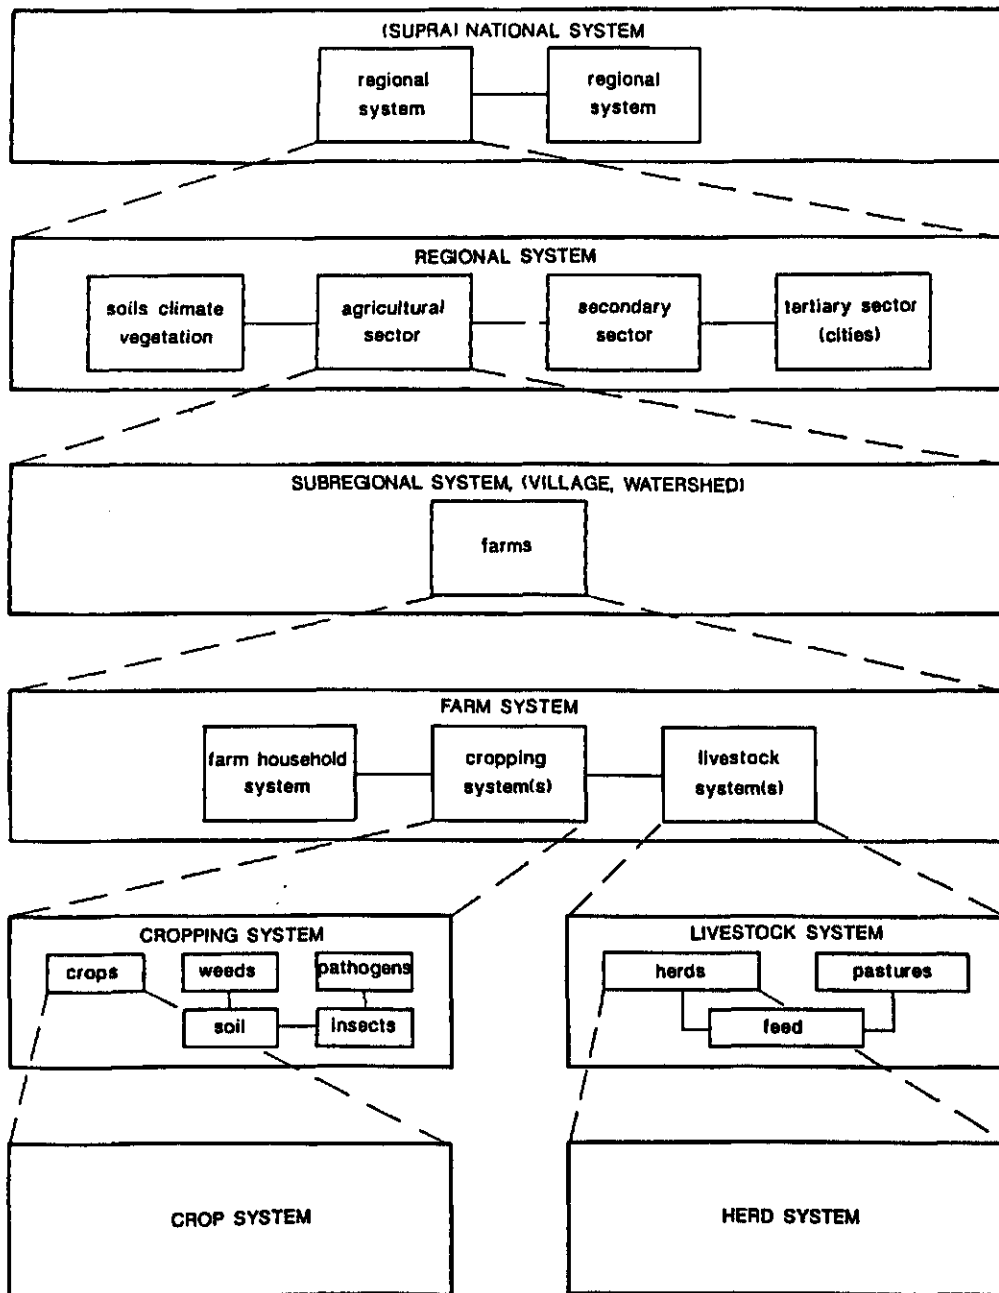 (SUPRA) NATIONAL SYSTEM
regional
system
regional
system
REGIONAL SYSTEM
soils climate
vegetation
agricultural
sector
secondary
sector
tertiary sector
(cities)
SUBREGIONAL SYSTEM, (VILLAGE, WATERSHED)
farms
FARM SYSTEM
farm household
system
cropping
system(s)
livestock
system(s)
CROPPING SYSTEM
crops
weeds
pathogens
soil
insects
LIVESTOCK SYSTEM
herds
pastures
feed
CROP SYSTEM
HERD SYSTEM